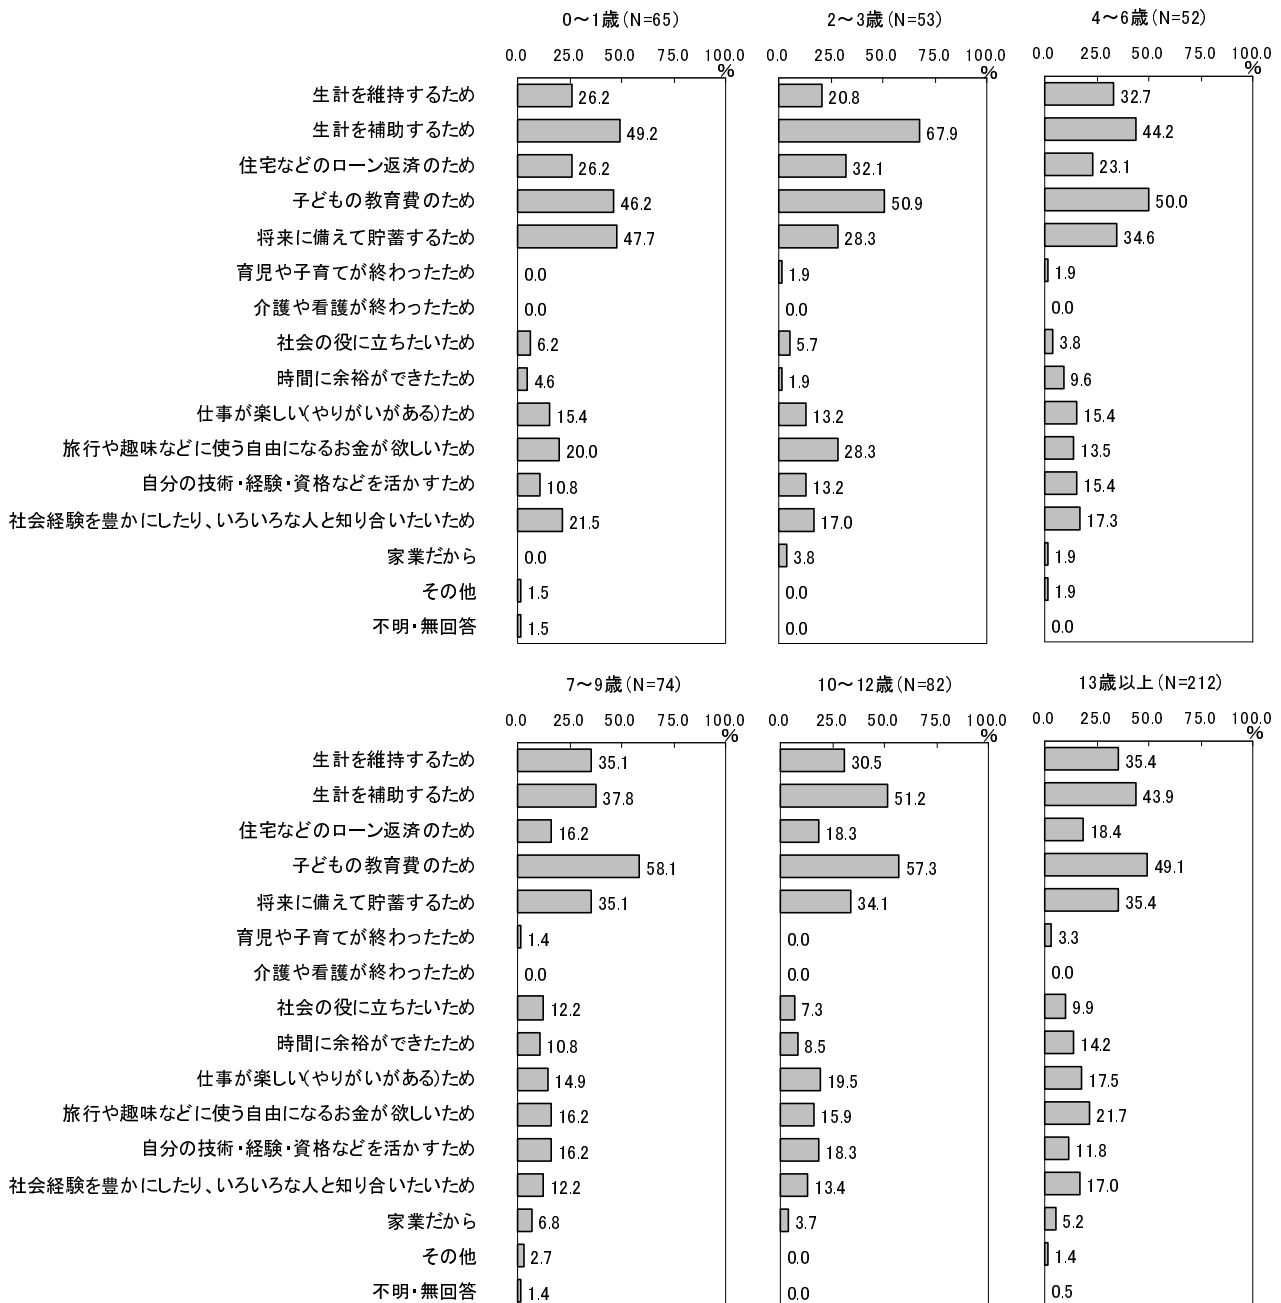 0～1歳（N=65） 2～3歳（N=53） 4～6歳（N=52）
0.0 25.0 50.0 75.0 100.0 0.0 25.0 50.0 75.0 100.0 0.0 25.0 50.0 75.0 100.0
% % %
生計を維持するため 26.2 20.8 32.7
生計を補助するため 49.2 67.9 44.2
住宅などのローン返済のため 26.2 32.1 23.1
子どもの教育費のため 46.2 50.9 50.0
将来に備えて貯蓄するため 47.7 28.3 34.6
育児や子育てが終わったため 0.0 1.9 1.9
介護や看護が終わったため 0.0 0.0 0.0
社会の役に立ちたいため 6.2 5.7 3.8
時間に余裕ができたため 4.6 1.9 9.6
仕事が楽しい（やりがいがある）ため 15.4 13.2 15.4
旅行や趣味などに使う自由になるお金が欲しいため 20.0 28.3 13.5
自分の技術・経験・資格などを活かすため 10.8 13.2 15.4
社会経験を豊かにしたり、いろいろな人と知り合いたいため 21.5 17.0 17.3
家業だから 0.0 3.8 1.9
その他 1.5 0.0 1.9
不明・無回答 1.5 0.0 0.0
7～9歳（N=74） 10～12歳（N=82） 13歳以上（N=212）
0.0 25.0 50.0 75.0 100.0 0.0 25.0 50.0 75.0 100.0 0.0 25.0 50.0 75.0 100.0
% % %
生計を維持するため 35.1 30.5 35.4
生計を補助するため 37.8 51.2 43.9
住宅などのローン返済のため 16.2 18.3 18.4
子どもの教育費のため 58.1 57.3 49.1
将来に備えて貯蓄するため 35.1 34.1 35.4
育児や子育てが終わったため 1.4 0.0 3.3
介護や看護が終わったため 0.0 0.0 0.0
社会の役に立ちたいため 12.2 7.3 9.9
時間に余裕ができたため 10.8 8.5 14.2
仕事が楽しい（やりがいがある）ため 14.9 19.5 17.5
旅行や趣味などに使う自由になるお金が欲しいため 16.2 15.9 21.7
自分の技術・経験・資格などを活かすため 16.2 18.3 11.8
社会経験を豊かにしたり、いろいろな人と知り合いたいため 12.2 13.4 17.0
家業だから 6.8 3.7 5.2
その他 2.7 0.0 1.4
不明・無回答 1.4 0.0 0.5